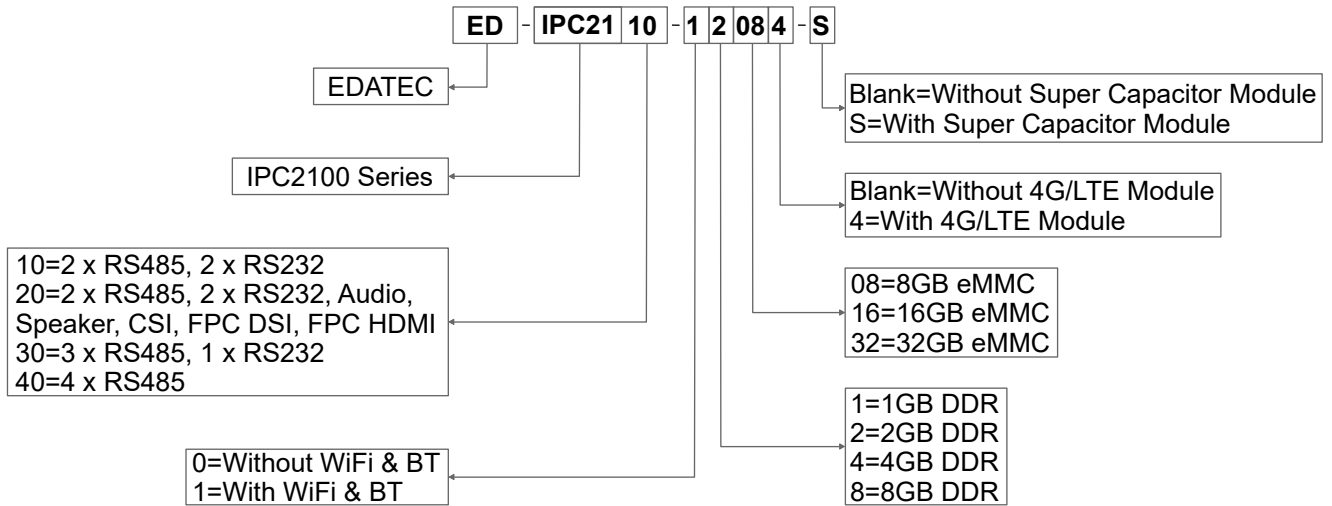 ED - IPC21 10 - 1 2 08 4 - S
EDATEC
IPC2100 Series
10=2 x RS485, 2 x RS232
20=2 x RS485, 2 x RS232, Audio,
Speaker, CSI, FPC DSI, FPC HDMI
30=3 x RS485, 1 x RS232
40=4 x RS485
0=Without WiFi & BT
1=With WiFi & BT
Blank=Without Super Capacitor Module
S=With Super Capacitor Module
Blank=Without 4G/LTE Module
4=With 4G/LTE Module
08=8GB eMMC
16=16GB eMMC
32=32GB eMMC
1=1GB DDR
2=2GB DDR
4=4GB DDR
8=8GB DDR